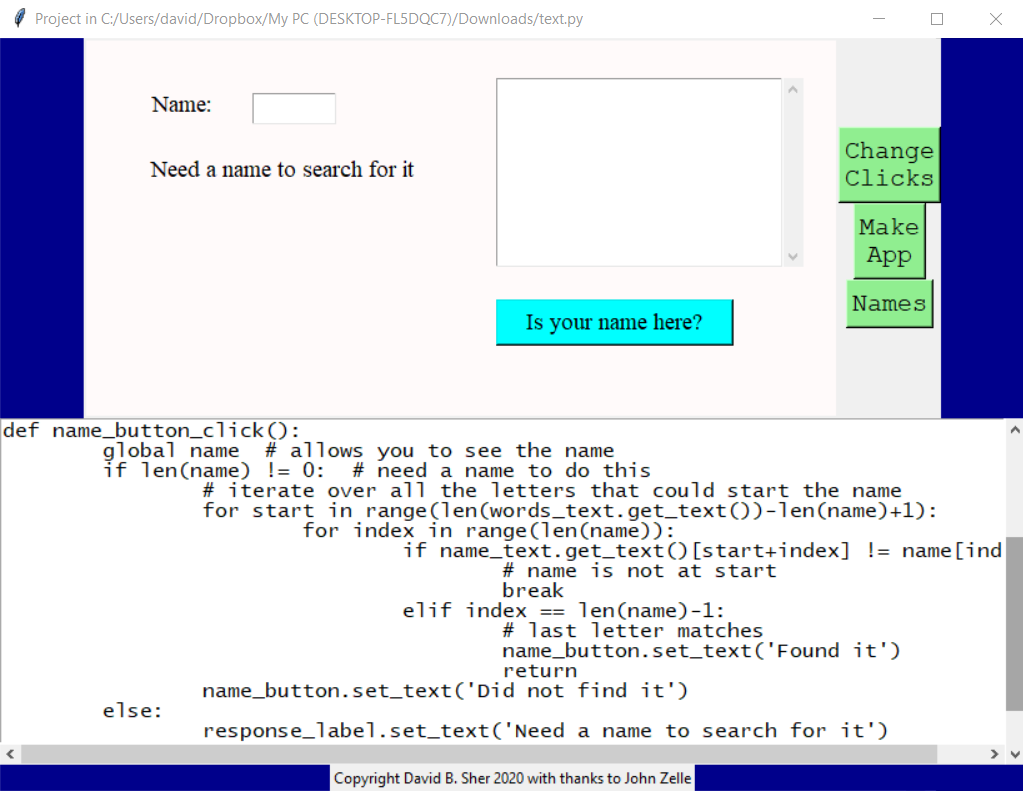 Project in C:/Users/david/Dropbox/My PC (DESKTOP-FL5DQC7)/Downloads/text.py
Name:
Need a name to search for it
Is your name here?
Change
Clicks
Make
App
Names
def name_button_click():
global name  # allows you to see the name
if len(name) != 0:  # need a name to do this
# iterate over all the letters that could start the name
for start in range(len(words_text.get_text())-len(name)+1):
for index in range(len(name)):
if name_text.get_text()[start+index] != name[ind
# name is not at start
break
elif index == len(name)-1:
# last letter matches
name_button.set_text('Found it')
return
name_button.set_text('Did not find it')
else:
response_label.set_text('Need a name to search for it')
Copyright David B. Sher 2020 with thanks to John Zelle